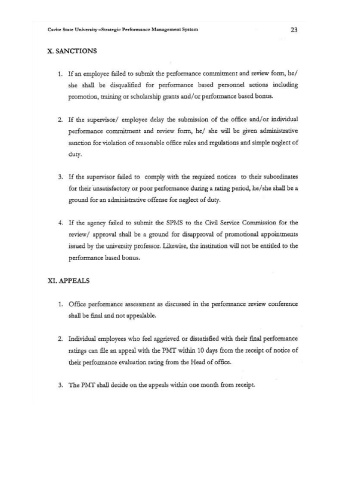 Cavite State University –Strategic Performance Management System 23
X. SANCTIONS
1. If an employee failed to submit the performance commitment and review form, he/
she shall be disqualified for performance based personnel actions including
promotion, training or scholarship grants and/or performance based bonus.
2. If the supervisor/ employee delay the submission of the office and/or individual
performance commitment and review form, he/ she will be given administrative
sanction for violation of reasonable office rules and regulations and simple neglect of
duty.
3. If the supervisor failed to comply with the required notices to their subordinates
for their unsatisfactory or poor performance during a rating period, he/she shall be a
ground for an administrative offense for neglect of duty.
4. If the agency failed to submit the SPMS to the Civil Service Commission for the
review/ approval shall be a ground for disapproval of promotional appointments
issued by the university professor. Likewise, the institution will not be entitled to the
performance based bonus.
XI. APPEALS
1. Office performance assessment as discussed in the performance review conference
shall be final and not appealable.
2. Individual employees who feel aggrieved or dissatisfied with their final performance
ratings can file an appeal with the PMT within 10 days from the receipt of notice of
their performance evaluation rating from the Head of office.
3. The PMT shall decide on the appeals within one month from receipt.